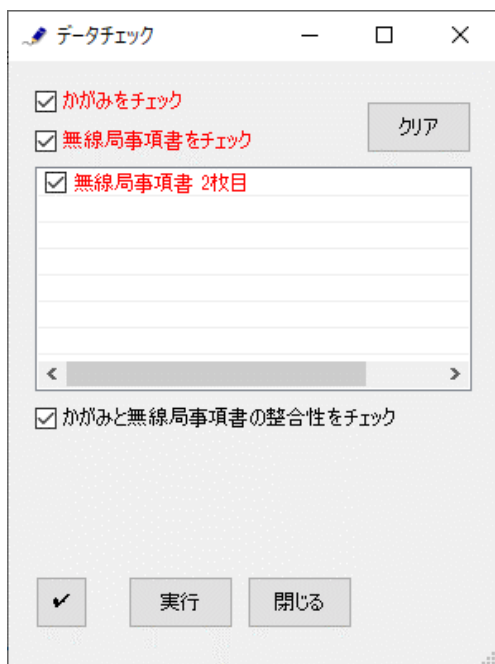 データチェック
かがみをチェック
クリア
無線局事項書をチェック
無線局事項書 2枚目
かがみと無線局事項書の整合性をチェック
実行
閉じる